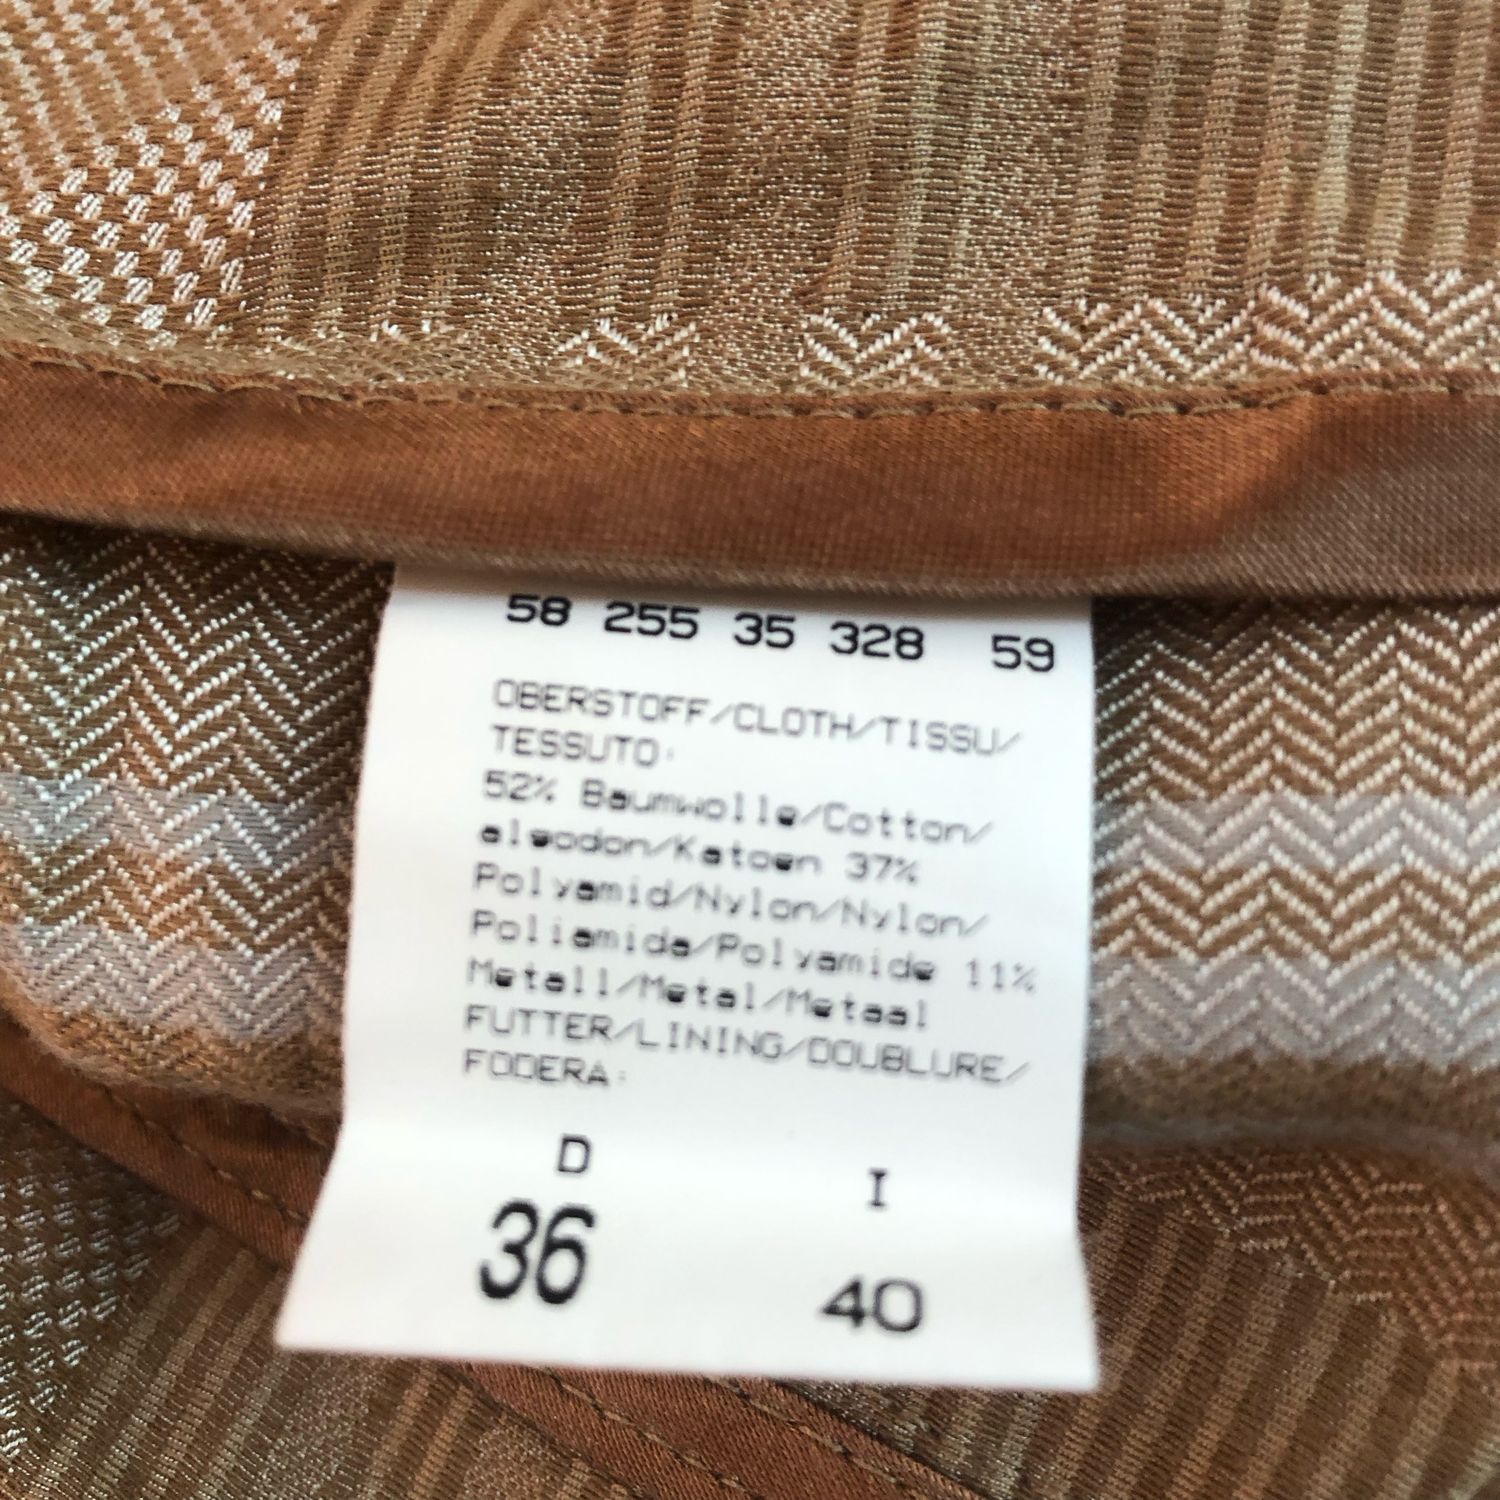 58 255 35 328 59
OBERSTOFF/CLOTH/TISSU/
TESSUTO:
52% Baumwolle/Cotton/
algodon/Katoen 37%
Polyamid/Nylon/Nylon/
Poliamida/Polyamide 11%
Metall/Metal/Metaal
FUTTER/LINING/DOUBLURE/
FODERA:
D I
36 40